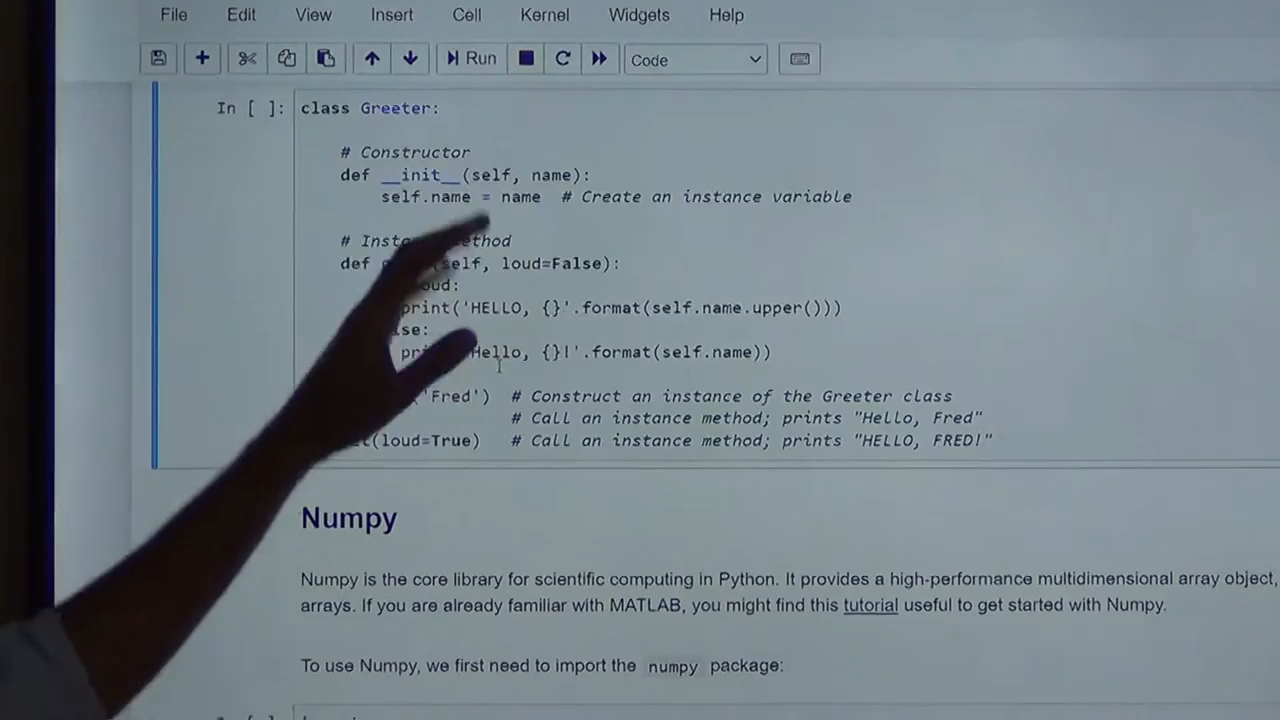 File Edit View Insert Cell Kernel Widgets Help
Run Code
In [ ]: class Greeter:
# Constructor
def __init__(self, name):
self.name = name # Create an instance variable
# method
def (self, loud=False):
print('HELLO, {}'.format(self.name.upper()))
Hello, {}!'.format(self.name))
('Fred') # Construct an instance of the Greeter class
# Call an instance method; prints "Hello, Fred"
(loud=True) # Call an instance method; prints "HELLO, FRED!"
Numpy
Numpy is the core library for scientific computing in Python. It provides a high-performance multidimensional array object,
arrays. If you are already familiar with MATLAB, you might find this tutorial useful to get started with Numpy.
To use Numpy, we first need to import the numpy package: